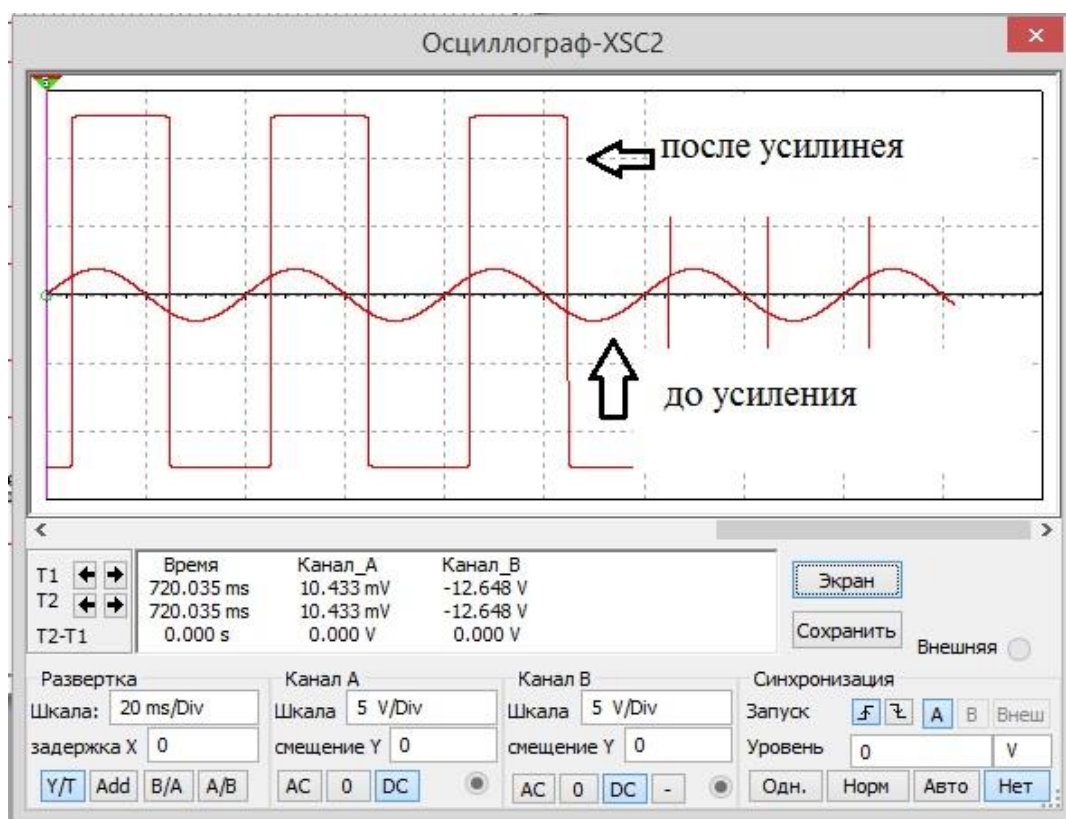 Осциллограф-XSC2
×
после усилинея
до усиления
T1
T2
T2-T1
Время Канал_A Канал_B
720.035 ms 10.433 mV -12.648 V
720.035 ms 10.433 mV -12.648 V
0.000 s 0.000 V 0.000 V
Экран
Сохранить
Внешняя
Развертка
Шкала: 20 ms/Div
задержка X 0
Y/T Add B/A A/B
Канал A
Шкала 5 V/Div
смещение Y 0
AC 0 DC
Канал B
Шкала 5 V/Div
смещение Y 0
AC 0 DC -
Синхронизация
Запуск A B Внеш
Уровень 0 V
Одн. Норм Авто Нет